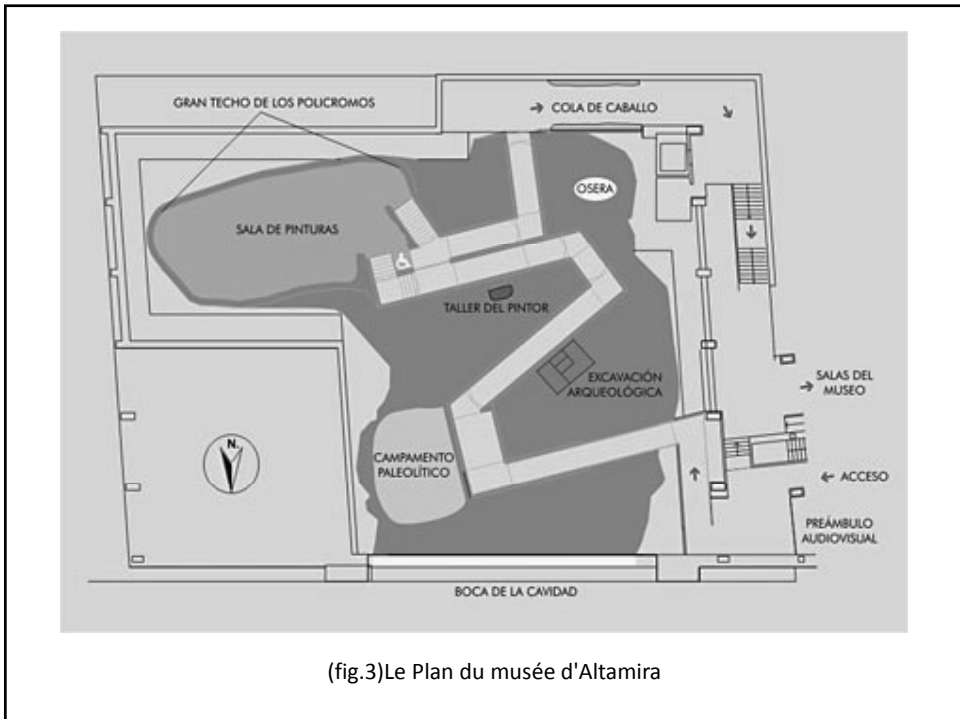 GRAN TECHO DE LOS POLICROMOS
→ COLA DE CABALLO
OSERA
SALA DE PINTURAS
TALLER DEL PINTOR
EXCAVACIÓN
ARQUEOLÓGICA
→ SALAS DEL
MUSEO
CAMPAMENTO
PALEOLÍTICO
N.
← ACCESO
PREÁMBULO
AUDIOVISUAL
BOCA DE LA CAVIDAD
(fig.3)Le Plan du musée d'Altamira